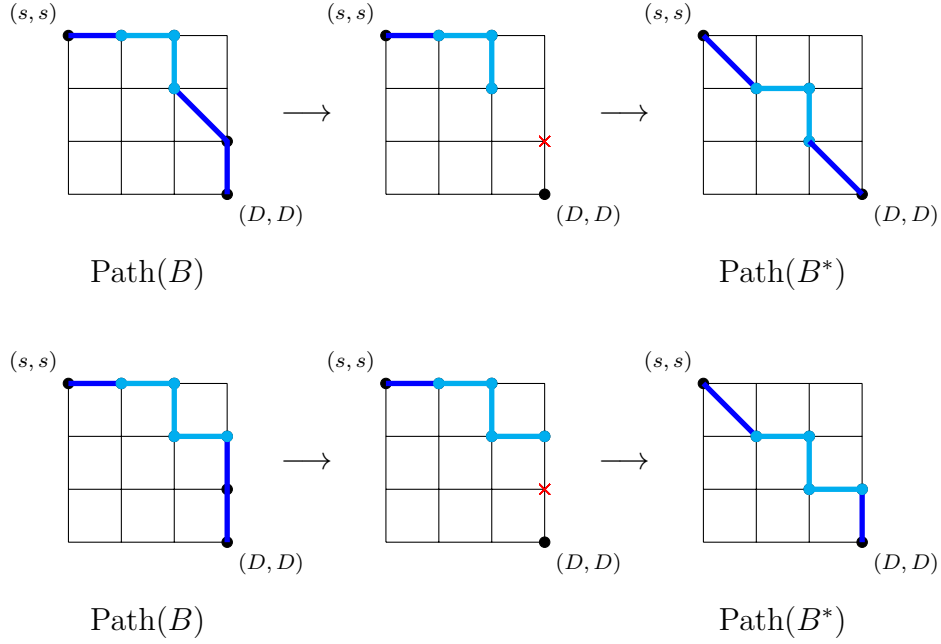 (s, s) (s, s) (s, s)
⟶ ⟶
(D, D) (D, D) (D, D)
Path(B) Path(B*)
(s, s) (s, s) (s, s)
⟶ ⟶
(D, D) (D, D) (D, D)
Path(B) Path(B*)